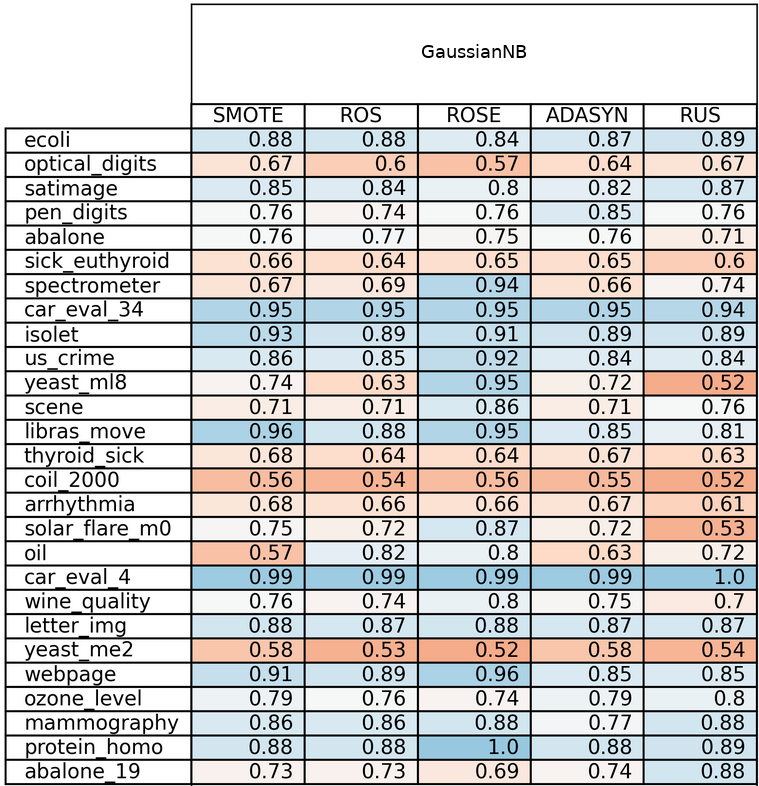 GaussianNB
SMOTE ROS ROSE ADASYN RUS
ecoli 0.88 0.88 0.84 0.87 0.89
optical_digits 0.67 0.6 0.57 0.64 0.67
satimage 0.85 0.84 0.8 0.82 0.87
pen_digits 0.76 0.74 0.76 0.85 0.76
abalone 0.76 0.77 0.75 0.76 0.71
sick_euthyroid 0.66 0.64 0.65 0.65 0.6
spectrometer 0.67 0.69 0.94 0.66 0.74
car_eval_34 0.95 0.95 0.95 0.95 0.94
isolet 0.93 0.89 0.91 0.89 0.89
us_crime 0.86 0.85 0.92 0.84 0.84
yeast_ml8 0.74 0.63 0.95 0.72 0.52
scene 0.71 0.71 0.86 0.71 0.76
libras_move 0.96 0.88 0.95 0.85 0.81
thyroid_sick 0.68 0.64 0.64 0.67 0.63
coil_2000 0.56 0.54 0.56 0.55 0.52
arrhythmia 0.68 0.66 0.66 0.67 0.61
solar_flare_m0 0.75 0.72 0.87 0.72 0.53
oil 0.57 0.82 0.8 0.63 0.72
car_eval_4 0.99 0.99 0.99 0.99 1.0
wine_quality 0.76 0.74 0.8 0.75 0.7
letter_img 0.88 0.87 0.88 0.87 0.87
yeast_me2 0.58 0.53 0.52 0.58 0.54
webpage 0.91 0.89 0.96 0.85 0.85
ozone_level 0.79 0.76 0.74 0.79 0.8
mammography 0.86 0.86 0.88 0.77 0.88
protein_homo 0.88 0.88 1.0 0.88 0.89
abalone_19 0.73 0.73 0.69 0.74 0.88